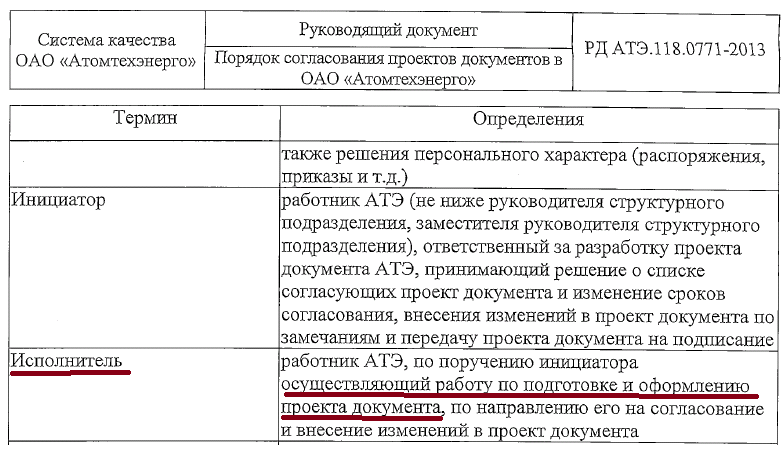 Система качества
ОАО «Атомтехэнерго»
Руководящий документ
Порядок согласования проектов документов в
ОАО «Атомтехэнерго»
РД АТЭ.118.0771-2013
Термин
Определения
также решения персонального характера (распоряжения,
приказы и т.д.)
Инициатор
работник АТЭ (не ниже руководителя структурного
подразделения, заместителя руководителя структурного
подразделения), ответственный за разработку проекта
документа АТЭ, принимающий решение о списке
согласующих проект документа и изменение сроков
согласования, внесения изменений в проект документа по
замечаниям и передачу проекта документа на подписание
Исполнитель
работник АТЭ, по поручению инициатора
осуществляющий работу по подготовке и оформлению
проекта документа, по направлению его на согласование
и внесение изменений в проект документа